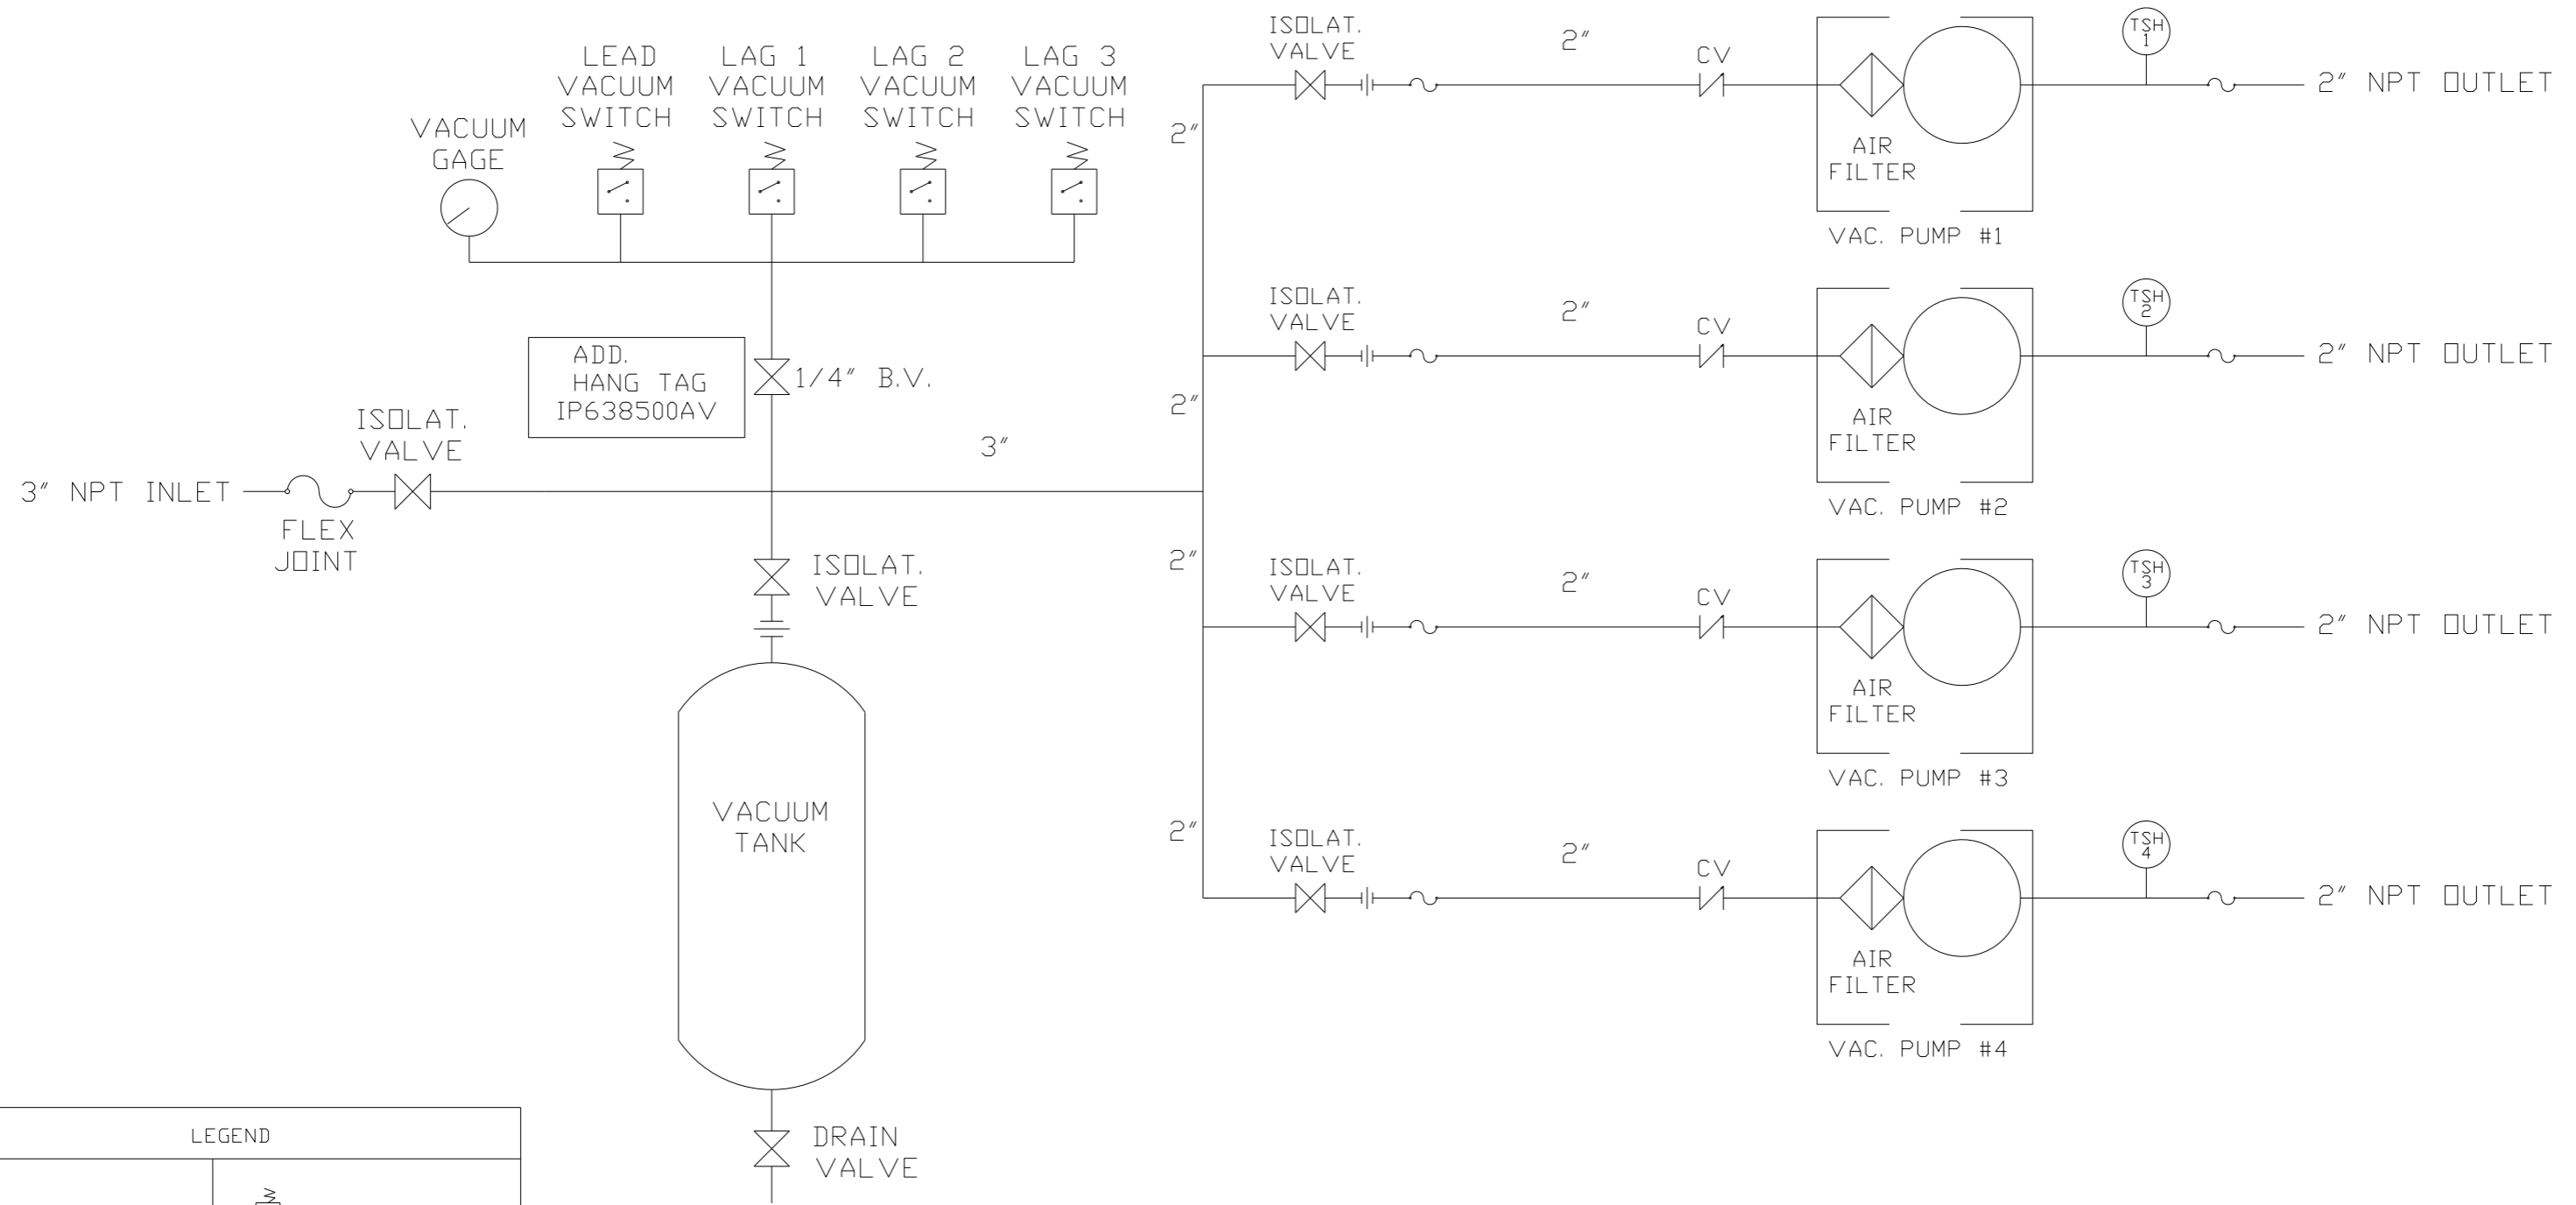 LEAD
VACUUM
SWITCH
LAG 1
VACUUM
SWITCH
LAG 2
VACUUM
SWITCH
LAG 3
VACUUM
SWITCH
VACUUM
GAGE
ADD.
HANG TAG
IP638500AV
1/4" B.V.
ISOLAT.
VALVE
3" NPT INLET
FLEX
JOINT
3"
ISOLAT.
VALVE
VACUUM
TANK
DRAIN
VALVE
LEGEND
2"
2"
2"
2"
ISOLAT.
VALVE
2"
CV
AIR
FILTER
VAC. PUMP #1
TSH
1
2" NPT OUTLET
ISOLAT.
VALVE
2"
CV
AIR
FILTER
VAC. PUMP #2
TSH
2
2" NPT OUTLET
ISOLAT.
VALVE
2"
CV
AIR
FILTER
VAC. PUMP #3
TSH
3
2" NPT OUTLET
ISOLAT.
VALVE
2"
CV
AIR
FILTER
VAC. PUMP #4
TSH
4
2" NPT OUTLET